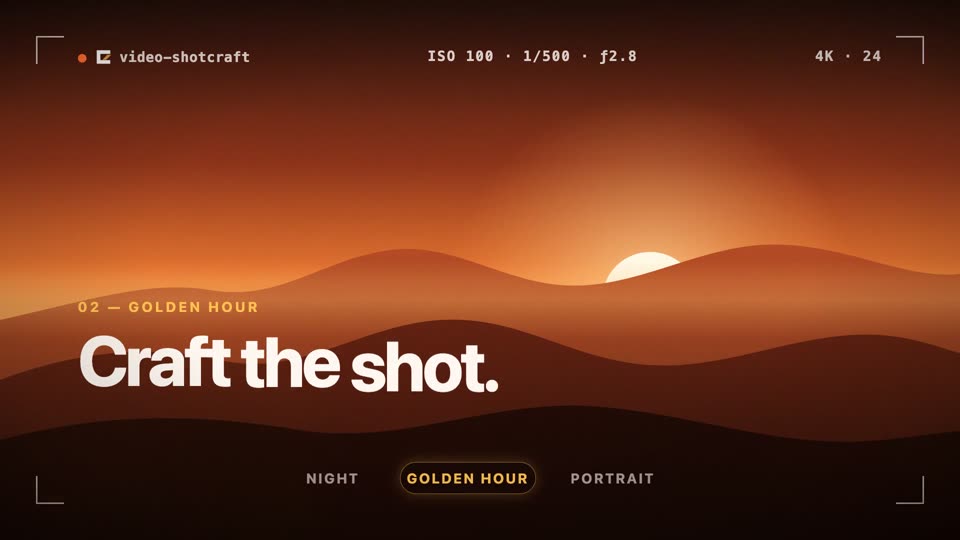 video-shotcraft
ISO 100 · 1/500 · ƒ2.8
4K · 24
02 — GOLDEN HOUR
Craft the shot.
NIGHT
GOLDEN HOUR
PORTRAIT